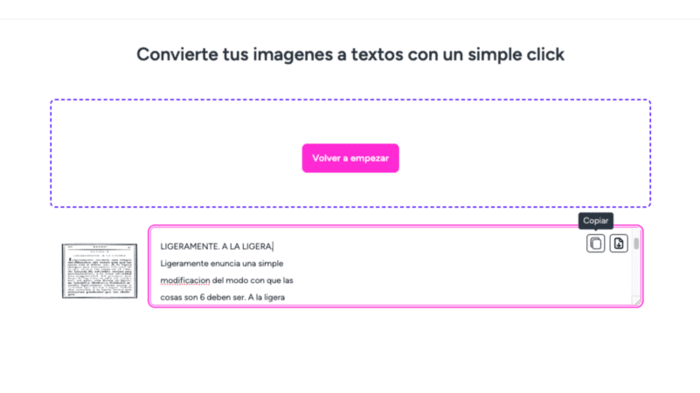 Convierte tus imagenes a textos con un simple click
Volver a empezar
Copiar
LIGERAMENTE. A LA LIGERA
Ligeramente enuncia una simple
modificacion del modo con que las
cosas son 6 deben ser. A la ligera